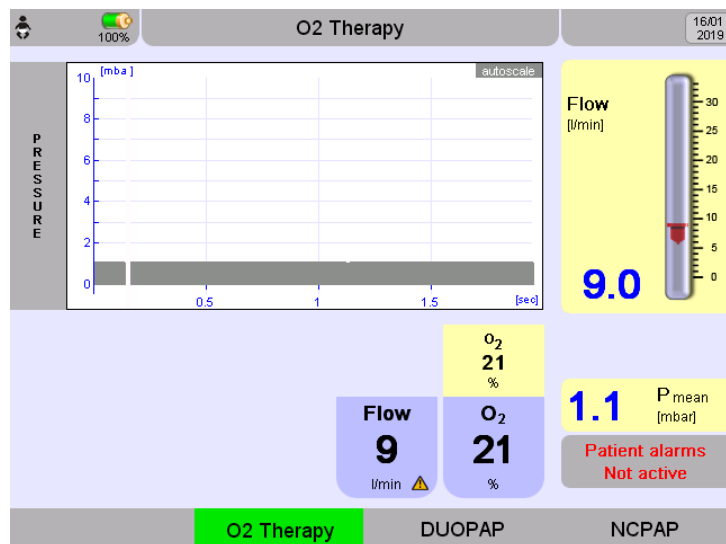 100%
O2 Therapy
16/01
2019
PRESSURE
[mba]
autoscale
10
8
6
4
2
0
0.5
1
1.5
[sec]
Flow
[l/min]
30
25
20
15
10
5
0
9.0
O2
21
%
Flow
9
l/min
O2
21
%
1.1
P mean
[mbar]
Patient alarms
Not active
O2 Therapy
DUOPAP
NCPAP